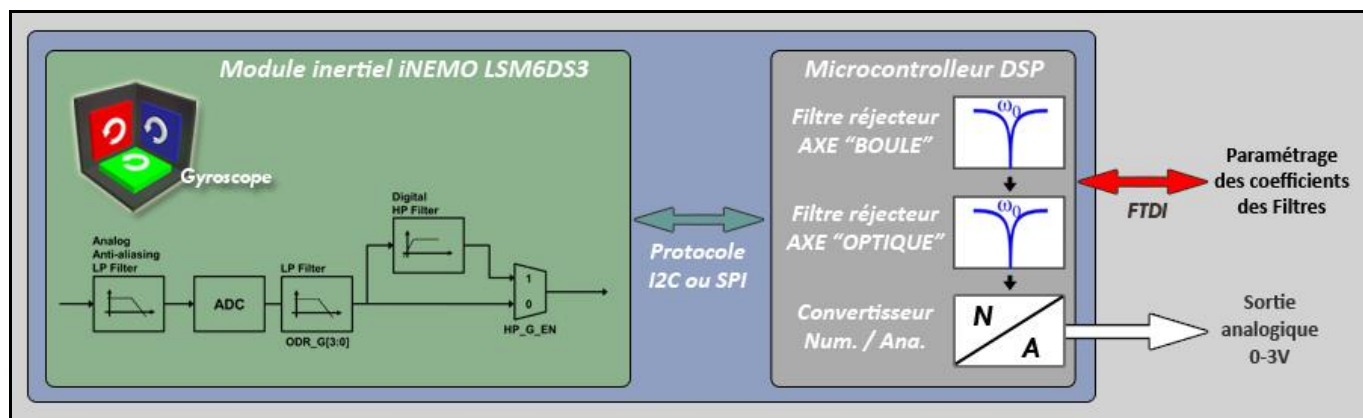 Module inertiel iNEMO LSM6DS3
Gyroscope
Analog
Anti-aliasing
LP Filter
ADC
LP Filter
ODR_G[3:0]
Digital
HP Filter
1
0
HP_G_EN
Protocole
I2C ou SPI
Microcontrolleur DSP
Filtre réjecteur
AXE “BOULE”
ω0
Filtre réjecteur
AXE “OPTIQUE”
ω0
Convertisseur
Num. / Ana.
N
A
FTDI
Paramétrage
des coefficients
des Filtres
Sortie
analogique
0-3V